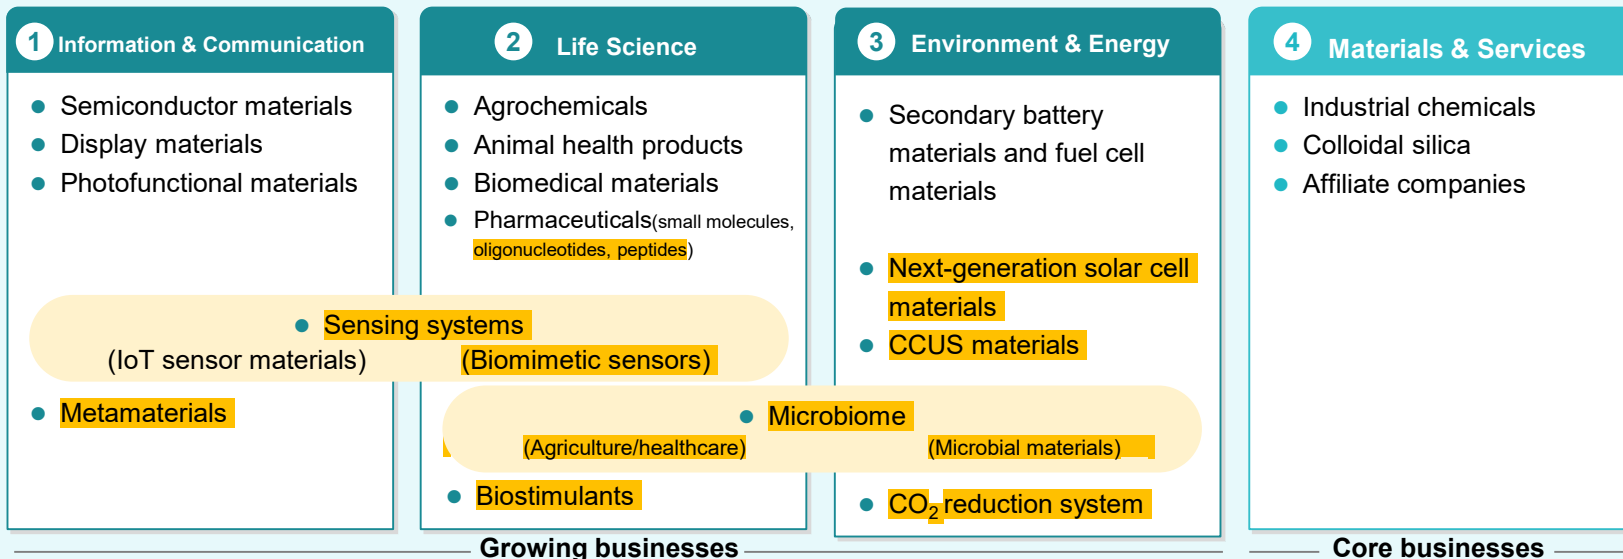 1 Information & Communication
Semiconductor materials
Display materials
Photofunctional materials
2 Life Science
Agrochemicals
Animal health products
Biomedical materials
Pharmaceuticals(small molecules,
oligonucleotides, peptides)
3 Environment & Energy
Secondary battery
materials and fuel cell
materials
Next-generation solar cell
materials
CCUS materials
4 Materials & Services
Industrial chemicals
Colloidal silica
Affiliate companies
Sensing systems
(IoT sensor materials) (Biomimetic sensors)
Metamaterials
Microbiome
(Agriculture/healthcare) (Microbial materials)
Biostimulants
CO2 reduction system
Growing businesses
Core businesses